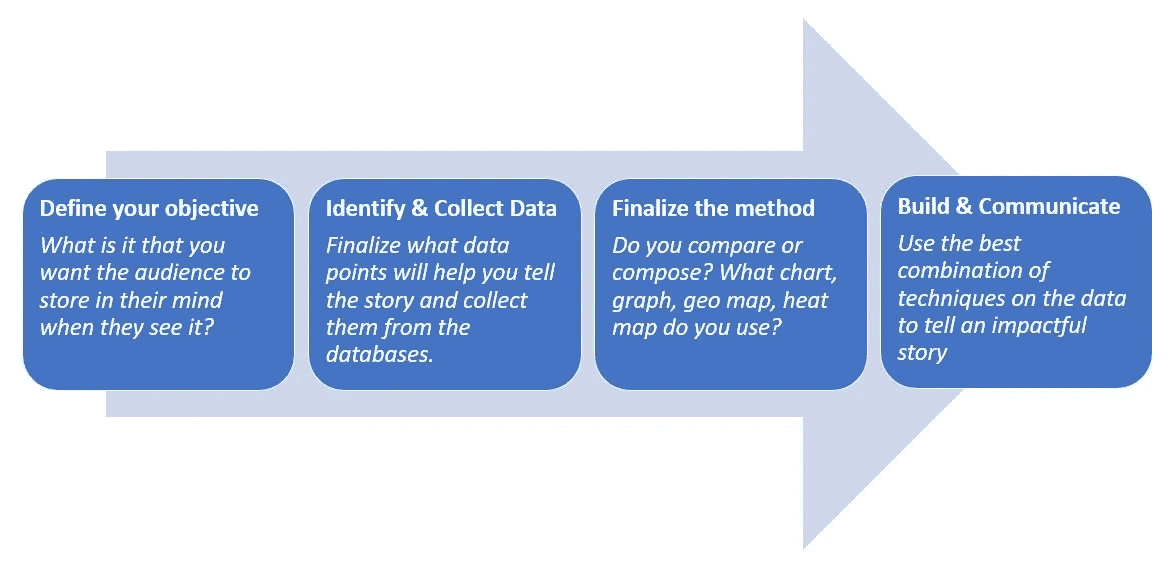 Define your objective
What is it that you
want the audience to
store in their mind
when they see it?
Identify & Collect Data
Finalize what data
points will help you tell
the story and collect
them from the
databases.
Finalize the method
Do you compare or
compose? What chart,
graph, geo map, heat
map do you use?
Build & Communicate
Use the best
combination of
techniques on the data
to tell an impactful
story